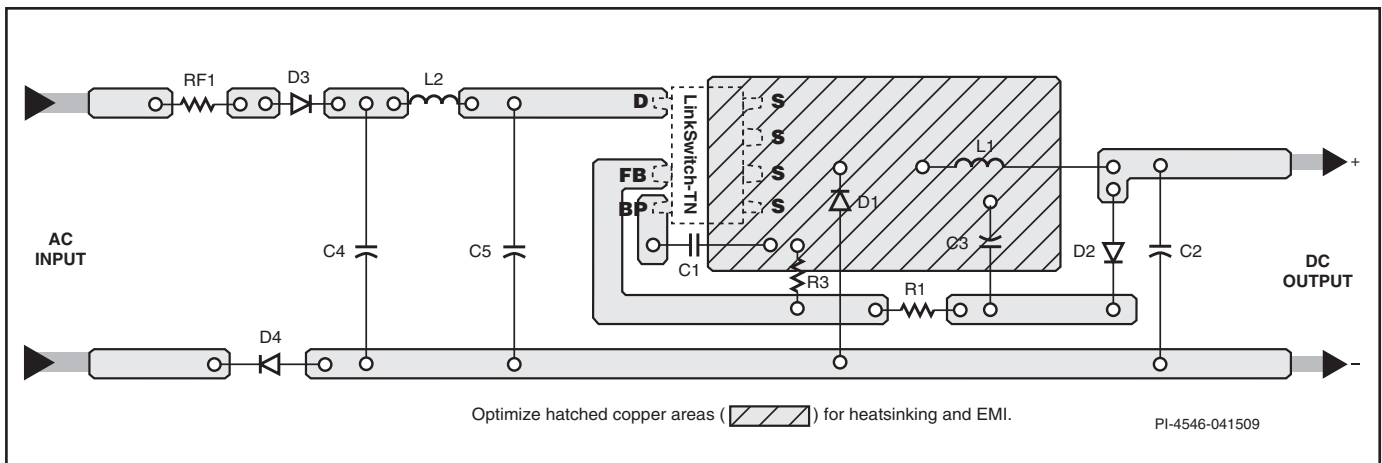 RF1
D3
L2
D
S
S
FB
S
BP
S
LinkSwitch-TN
L1
+
D1
AC
INPUT
C4
C5
C1
R3
C3
D2
C2
DC
OUTPUT
R1
D4
–
Optimize hatched copper areas ( ) for heatsinking and EMI.
PI-4546-041509